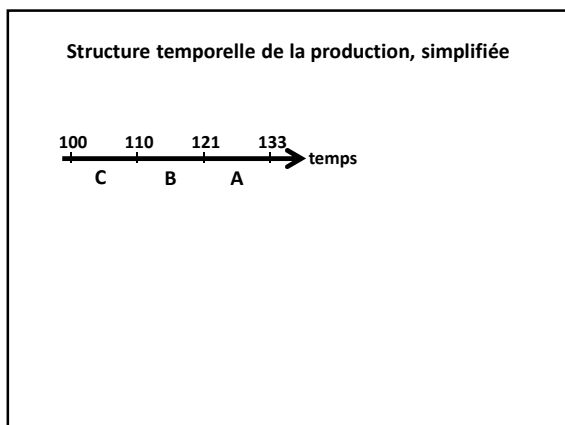 Structure temporelle de la production, simplifiée
100 110 121 133
temps
C B A